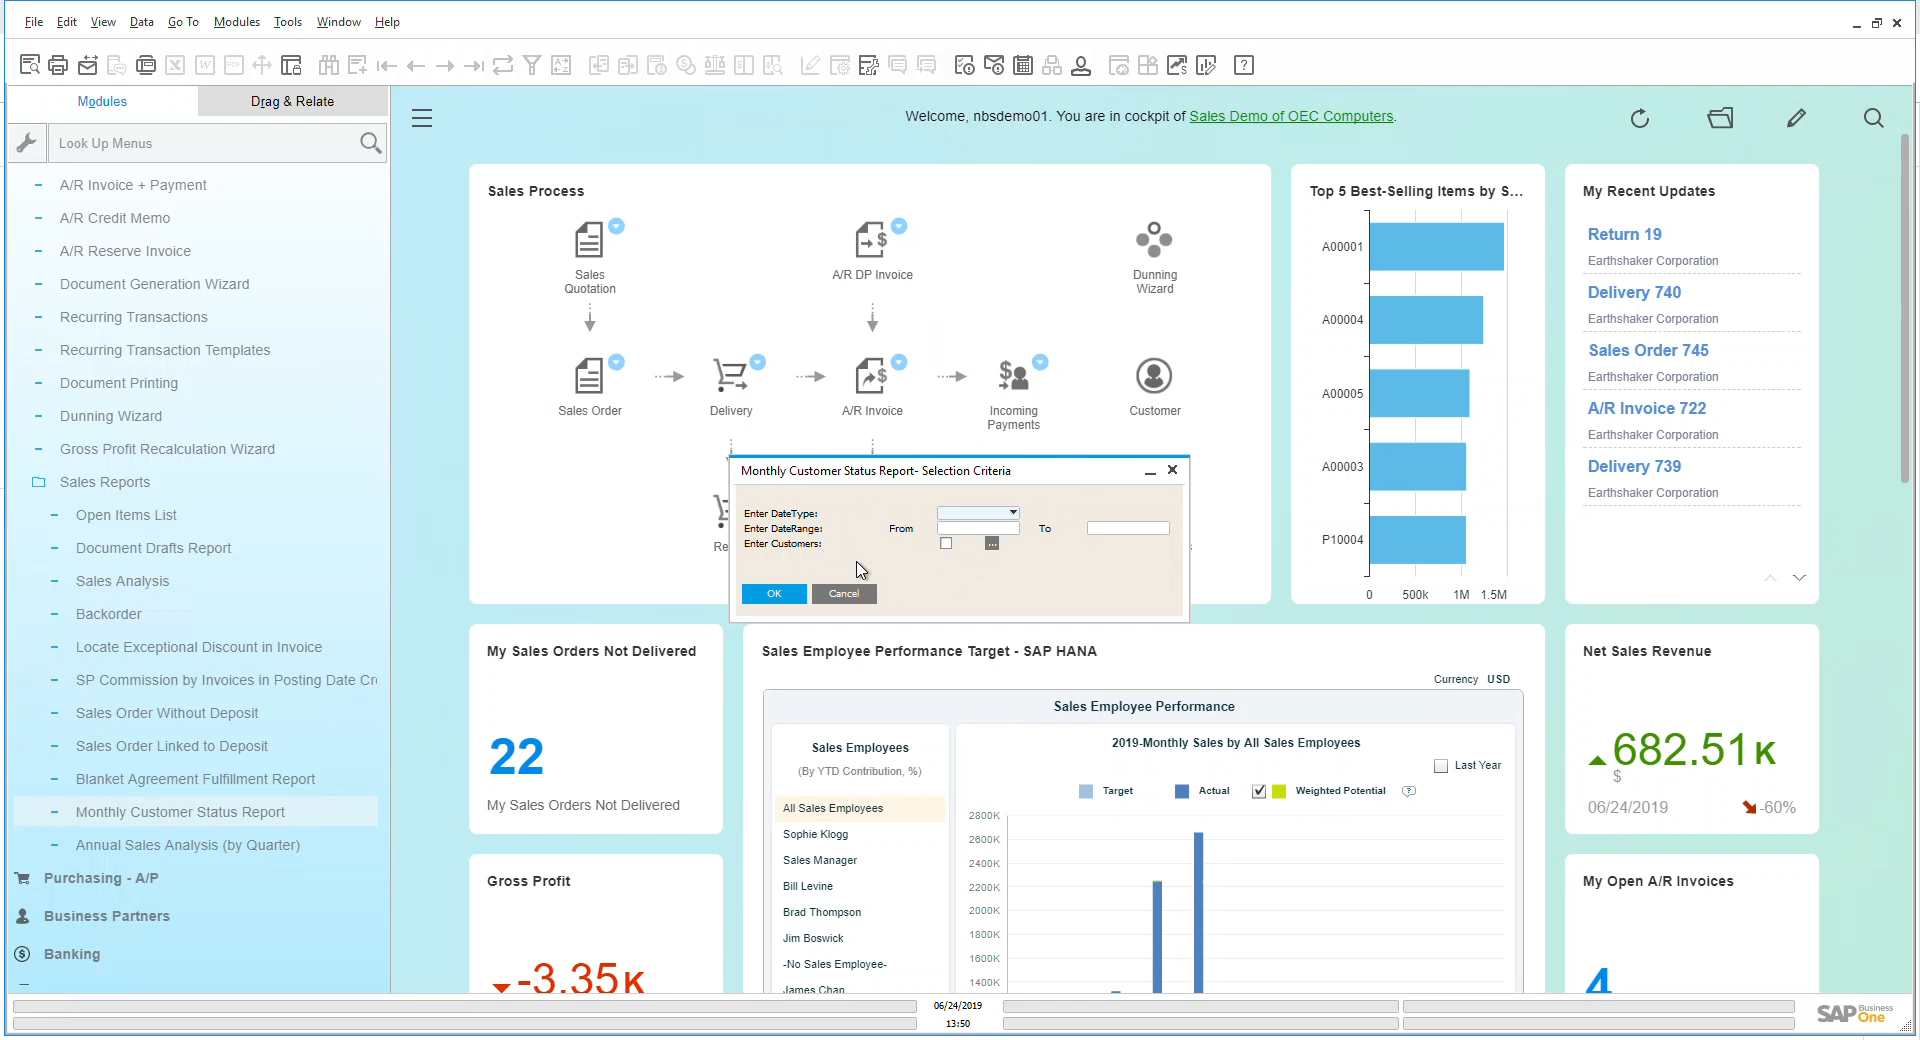 File Edit View Data Go To Modules Tools Window Help
Modules
Drag & Relate
Look Up Menus
A/R Invoice + Payment
A/R Credit Memo
A/R Reserve Invoice
Document Generation Wizard
Recurring Transactions
Recurring Transaction Templates
Document Printing
Dunning Wizard
Gross Profit Recalculation Wizard
Sales Reports
Open Items List
Document Drafts Report
Sales Analysis
Backorder
Locate Exceptional Discount in Invoice
SP Commission by Invoices in Posting Date
Sales Order Without Deposit
Sales Order Linked to Deposit
Blanket Agreement Fulfillment Report
Monthly Customer Status Report
Annual Sales Analysis (by Quarter)
Purchasing - A/P
Business Partners
Banking
Welcome, nbsdemo01. You are in cockpit of Sales Demo of OEC Computers.
Sales Process
Sales
Quotation
A/R DP Invoice
Dunning
Wizard
Sales Order
Delivery
A/R Invoice
Incoming
Payments
Customer
Re
Monthly Customer Status Report- Selection Criteria
Enter DateType:
Enter DateRange: From To
Enter Customers:
...
OK
Cancel
Top 5 Best-Selling Items by S...
A00001
A00004
A00005
A00003
P10004
0 500k 1M 1.5M
My Recent Updates
Return 19
Earthshaker Corporation
Delivery 740
Earthshaker Corporation
Sales Order 745
Earthshaker Corporation
A/R Invoice 722
Earthshaker Corporation
Delivery 739
Earthshaker Corporation
My Sales Orders Not Delivered
22
My Sales Orders Not Delivered
Gross Profit
-3.35K
Sales Employee Performance Target - SAP HANA
Currency USD
Sales Employee Performance
Sales Employees
(By YTD Contribution, %)
All Sales Employees
Sophie Klogg
Sales Manager
Bill Levine
Brad Thompson
Jim Boswick
-No Sales Employee-
James Chan
2019-Monthly Sales by All Sales Employees
Last Year
Target Actual Weighted Potential
2800K
2600K
2400K
2200K
2000K
1800K
1600K
1400K
Net Sales Revenue
682.51K
$
06/24/2019
-60%
My Open A/R Invoices
4
06/24/2019
13:50
SAP Business One